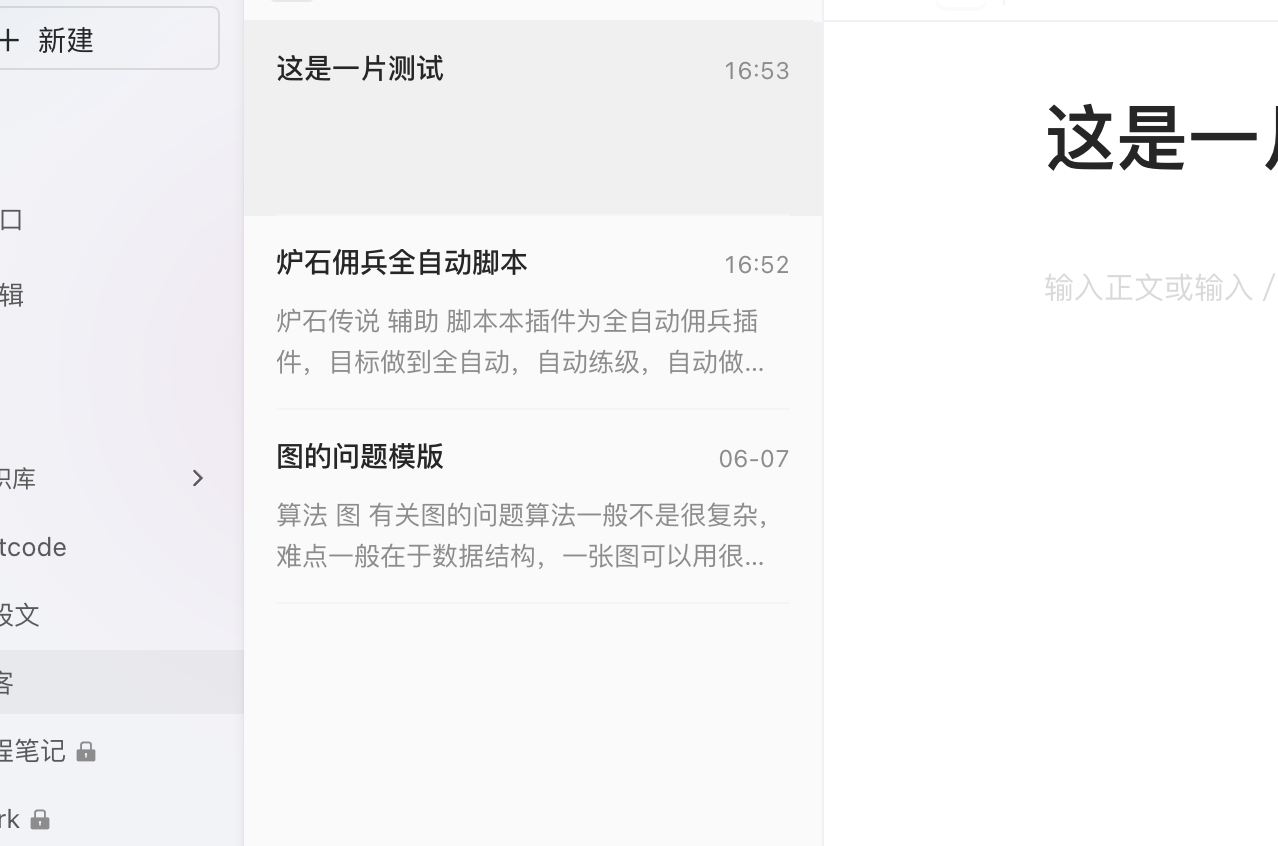 新建
口
辑
识库
tcode
股文
客
程笔记
rk
这是一片测试
16:53
炉石佣兵全自动脚本
16:52
炉石传说 辅助 脚本本插件为全自动佣兵插
件，目标做到全自动，自动练级，自动做...
图的问题模版
06-07
算法 图 有关图的问题算法一般不是很复杂，
难点一般在于数据结构，一张图可以用很...
这是一片
输入正文或输入 /